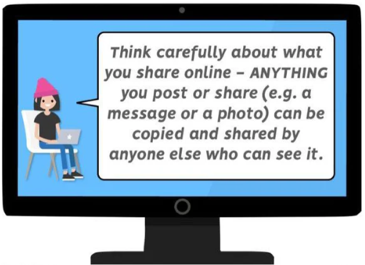 Think carefully about what
you share online – ANYTHING
you post or share (e.g. a
message or a photo) can be
copied and shared by
anyone else who can see it.